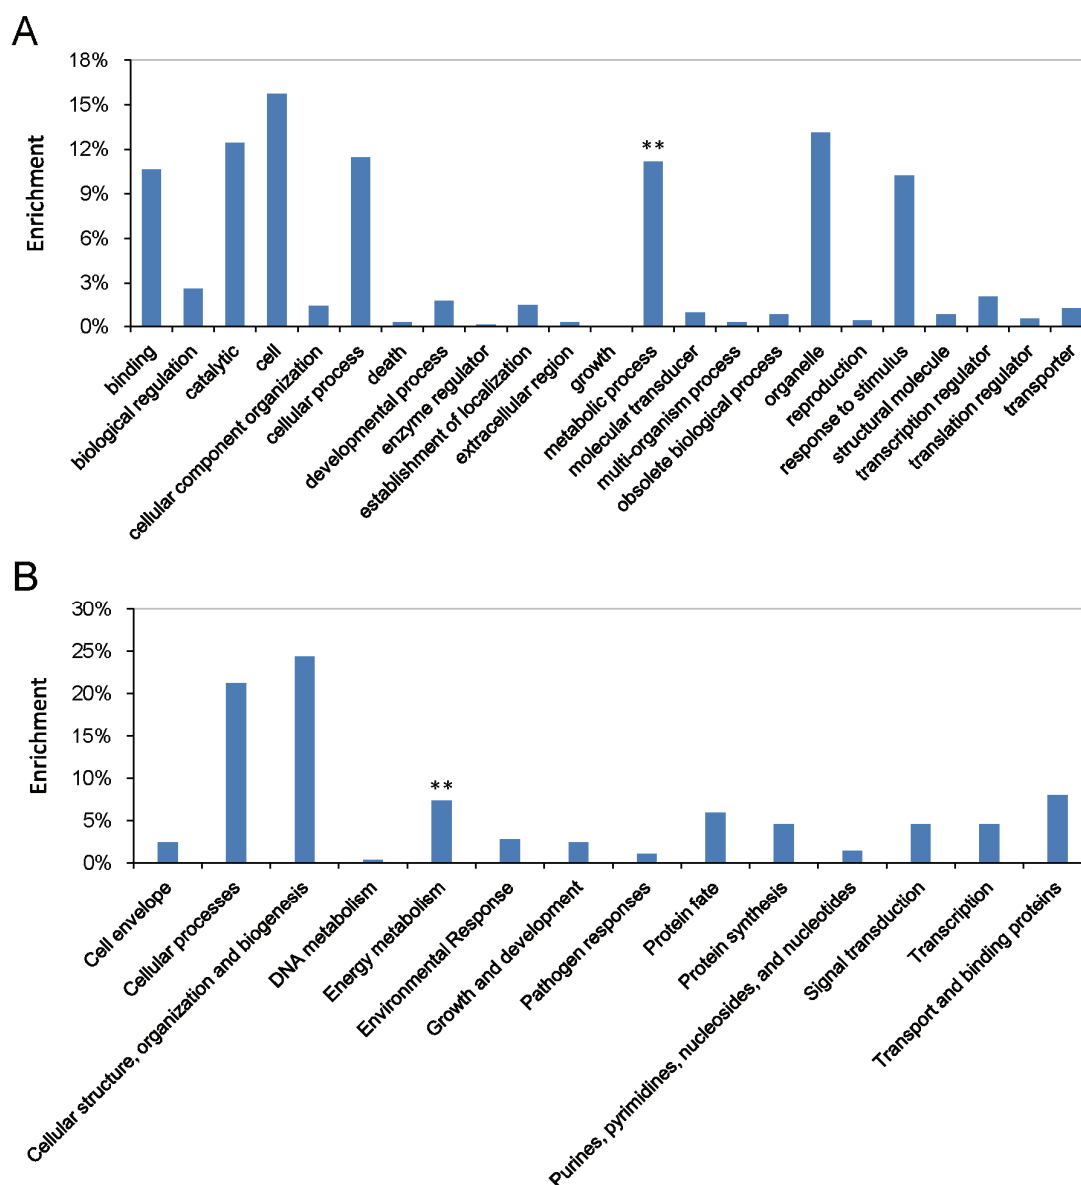 A
18%
15%
12%
9%
6%
3%
0%
Enrichment
**
binding
biological regulation
catalytic
cell
cellular component organization
cellular process
death
developmental process
enzyme regulator
establishment of localization
extracellular region
growth
metabolic process
molecular transducer
multi-organism process
obsolete biological process
organelle
reproduction
response to stimulus
structural molecule
transcription regulator
translation regulator
transporter
B
30%
25%
20%
15%
10%
5%
0%
Enrichment
**
Cell envelope
Cellular processes
Cellular structure, organization and biogenesis
DNA metabolism
Energy metabolism
Environmental Response
Growth and development
Pathogen responses
Protein fate
Protein synthesis
Purines, pyrimidines, nucleosides, and nucleotides
Signal transduction
Transcription
Transport and binding proteins